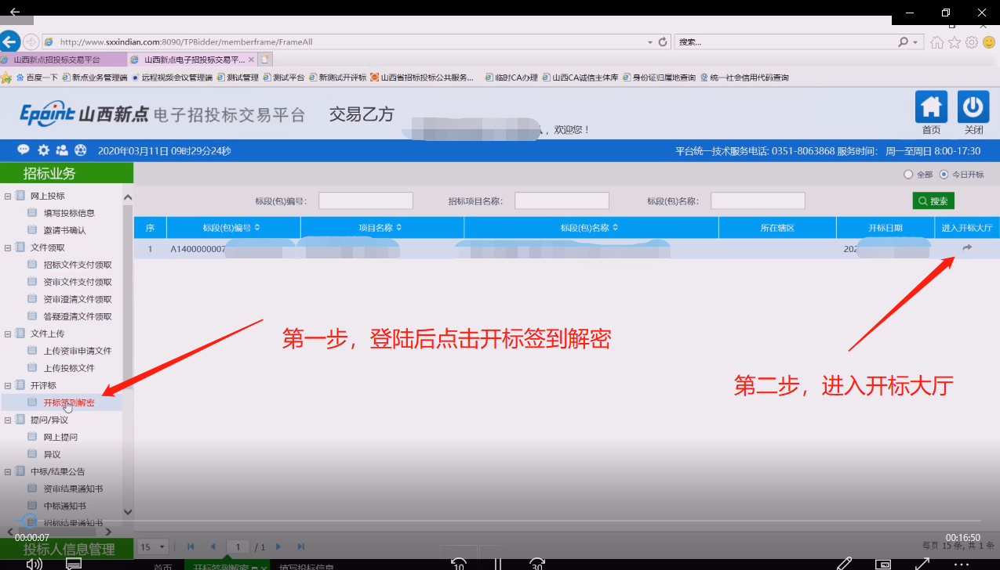 http://www.sxxindian.com:8090/TPBidder/memberframe/FrameAll
搜索...
山西新点招投标交易平台
山西新点电子招投标交易平...
百度一下 新点业务管理端 远程视频会议管理端 测试管理 测试平台 新测试开评标 山西省招标投标公共服务... 临时CA办理 山西CA诚信主体库 身份证归属地查询 统一社会信用代码查询
Epoint 山西新点 电子招投标交易平台 交易乙方
，欢迎您！
首页 关闭
2020年03月11日 09时29分24秒
平台统一技术服务电话: 0351-8063868 服务时间： 周一至周日 8:00-17:30
招标业务
全部 今日开标
标段(包)编号： 招标项目名称： 标段(包)名称： 搜索
序 标段(包)编号 项目名称 标段(包)名称 所在辖区 开标日期 进入开标大厅
1 A1400000007 202
网上投标
填写投标信息
邀请书确认
文件领取
招标文件支付领取
资审文件支付领取
资审澄清文件领取
答疑澄清文件领取
文件上传
上传资审申请文件
上传投标文件
开评标
开标签到解密
提问/异议
网上提问
异议
中标/结果公告
资审结果通知书
中标通知书
招标结果通知书
投标人信息管理
第一步，登陆后点击开标签到解密
第二步，进入开标大厅
00:00:07
00:16:50
15 1 / 1
每页 15 条, 共 1 条
首页 开标签到解密 填写投标信息
10 30